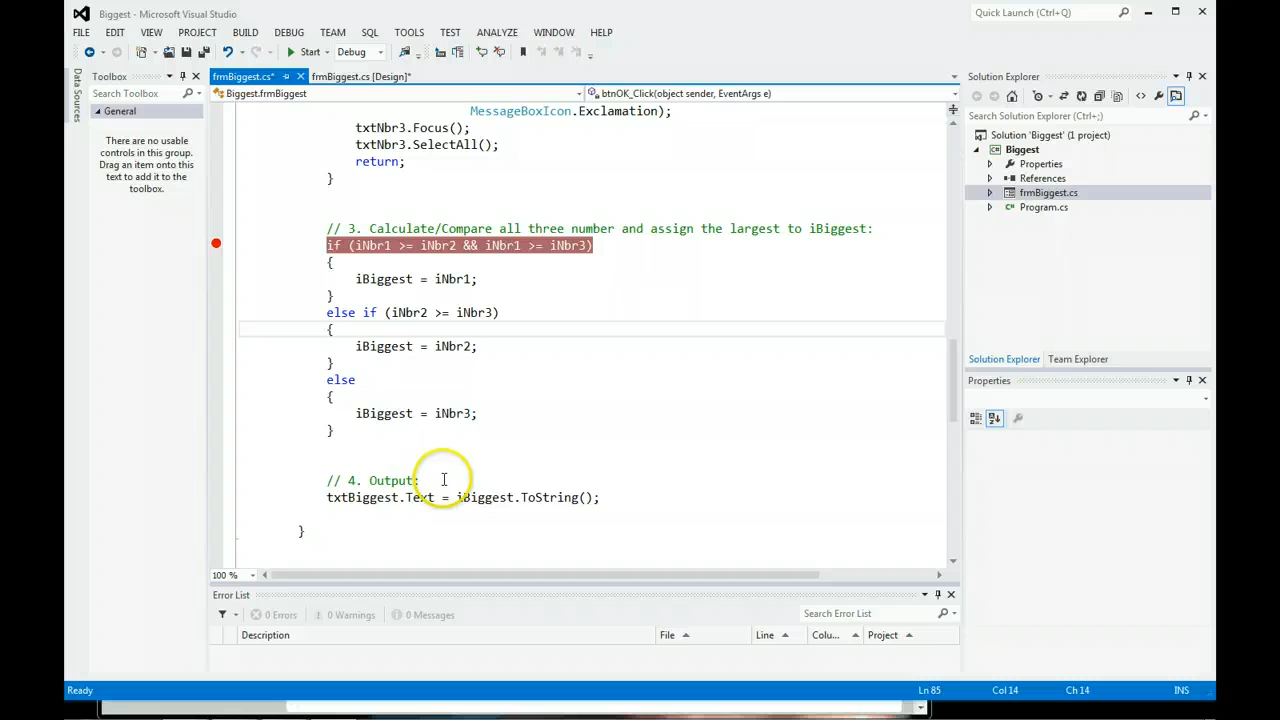 Biggest - Microsoft Visual Studio
Quick Launch (Ctrl+Q)
FILE EDIT VIEW PROJECT BUILD DEBUG TEAM SQL TOOLS TEST ANALYZE WINDOW HELP
Start Debug
Data Sources
Toolbox
Search Toolbox
General
There are no usable
controls in this group.
Drag an item onto this
text to add it to the
toolbox.
frmBiggest.cs* frmBiggest.cs [Design]*
Biggest.frmBiggest btnOK_Click(object sender, EventArgs e)
MessageBoxIcon.Exclamation);
txtNbr3.Focus();
txtNbr3.SelectAll();
return;
}
// 3. Calculate/Compare all three number and assign the largest to iBiggest:
if (iNbr1 >= iNbr2 && iNbr1 >= iNbr3)
{
iBiggest = iNbr1;
}
else if (iNbr2 >= iNbr3)
{
iBiggest = iNbr2;
}
else
{
iBiggest = iNbr3;
}
// 4. Output:
txtBiggest.Text = iBiggest.ToString();
}
100 %
Error List
0 Errors 0 Warnings 0 Messages
Search Error List
Description File Line Colu... Project
Solution Explorer
Search Solution Explorer (Ctrl+;)
Solution 'Biggest' (1 project)
Biggest
Properties
References
frmBiggest.cs
Program.cs
Solution Explorer Team Explorer
Properties
Ready Ln 85 Col 14 Ch 14 INS